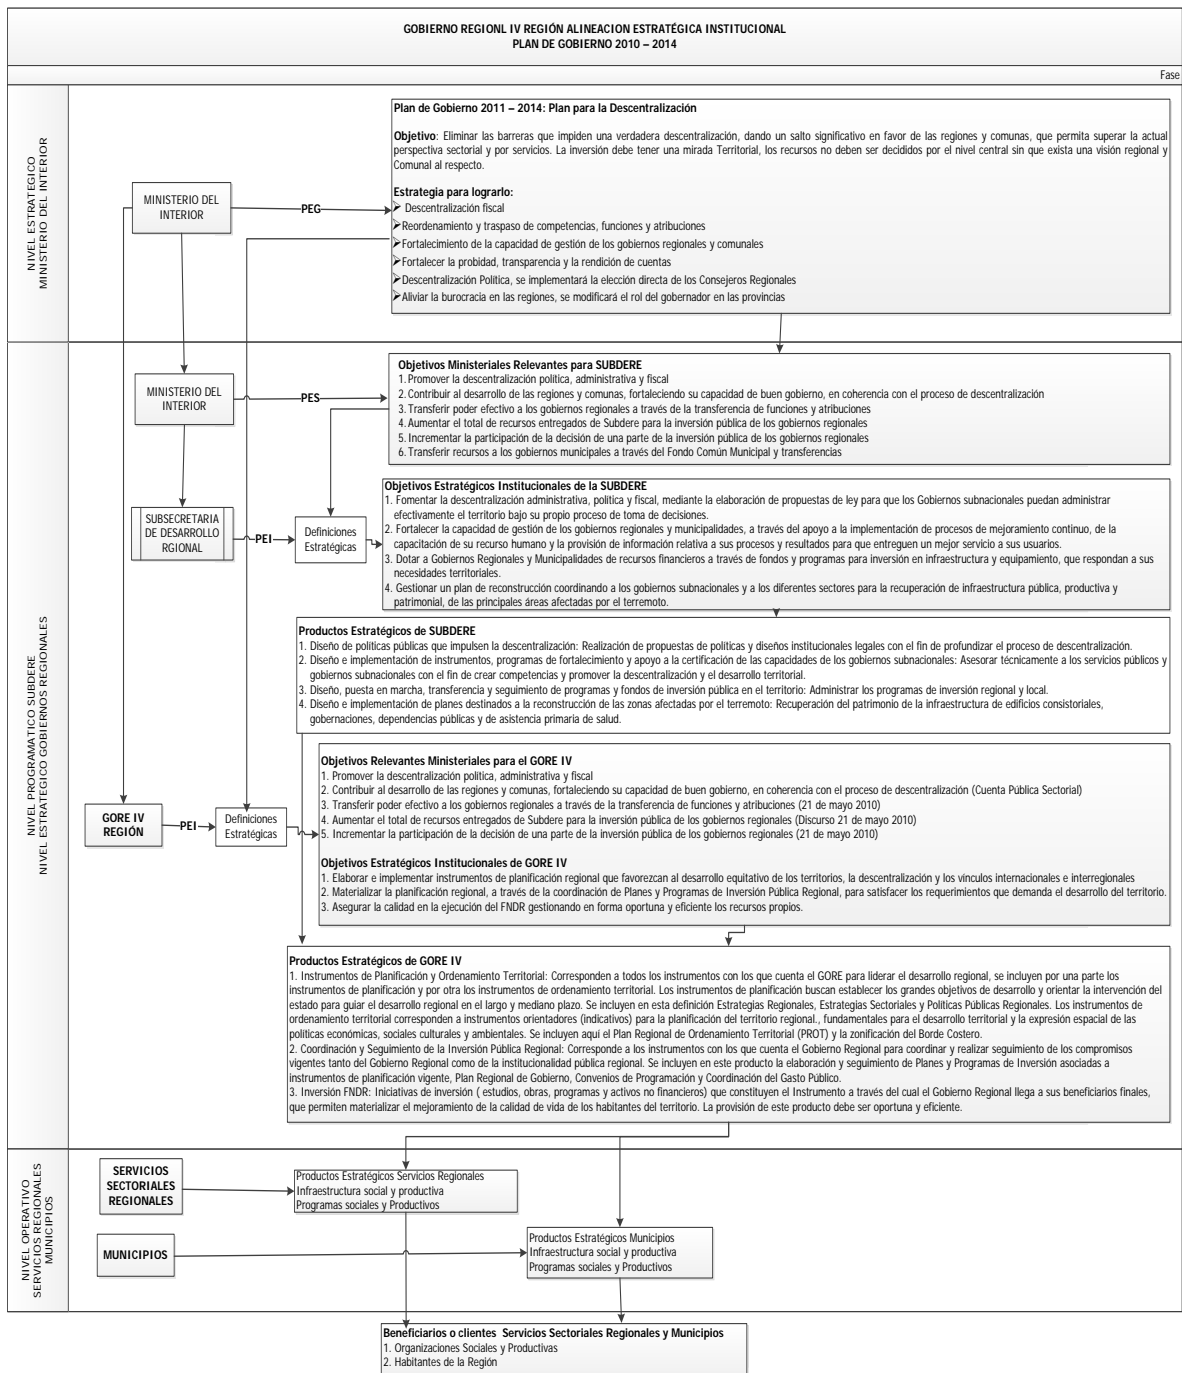 GOBIERNO REGIONL IV REGIÓN ALINEACION ESTRATÉGICA INSTITUCIONAL
PLAN DE GOBIERNO 2010 – 2014
Fase
NIVEL ESTRATEGICO
MINISTERIO DEL INTERIOR
MINISTERIO DEL
INTERIOR
PEG
Plan de Gobierno 2011 – 2014: Plan para la Descentralización
Objetivo: Eliminar las barreras que impiden una verdadera descentralización, dando un salto significativo en favor de las regiones y comunas, que permita superar la actual
perspectiva sectorial y por servicios. La inversión debe tener una mirada Territorial, los recursos no deben ser decididos por el nivel central sin que exista una visión regional y
Comunal al respecto.
Estrategia para lograrlo:
➢ Descentralización fiscal
➢Reordenamiento y traspaso de competencias, funciones y atribuciones
➢Fortalecimiento de la capacidad de gestión de los gobiernos regionales y comunales
➢Fortalecer la probidad, transparencia y la rendición de cuentas
➢Descentralización Política, se implementará la elección directa de los Consejeros Regionales
➢Aliviar la burocracia en las regiones, se modificará el rol del gobernador en las provincias
NIVEL PROGRAMATICO SUBDERE
NIVEL ESTRATEGICO GOBIERNOS REGIONALES
MINISTERIO DEL
INTERIOR
PES
Objetivos Ministeriales Relevantes para SUBDERE
1. Promover la descentralización política, administrativa y fiscal
2. Contribuir al desarrollo de las regiones y comunas, fortaleciendo su capacidad de buen gobierno, en coherencia con el proceso de descentralización
3. Transferir poder efectivo a los gobiernos regionales a través de la transferencia de funciones y atribuciones
4. Aumentar el total de recursos entregados de Subdere para la inversión pública de los gobiernos regionales
5. Incrementar la participación de la decisión de una parte de la inversión pública de los gobiernos regionales
6. Transferir recursos a los gobiernos municipales a través del Fondo Común Municipal y transferencias
SUBSECRETARIA
DE DESARROLLO
RGIONAL
PEI
Definiciones
Estratégicas
Objetivos Estratégicos Institucionales de la SUBDERE
1. Fomentar la descentralización administrativa, política y fiscal, mediante la elaboración de propuestas de ley para que los Gobiernos subnacionales puedan administrar
efectivamente el territorio bajo su propio proceso de toma de decisiones.
2. Fortalecer la capacidad de gestión de los gobiernos regionales y municipalidades, a través del apoyo a la implementación de procesos de mejoramiento continuo, de la
capacitación de su recurso humano y la provisión de información relativa a sus procesos y resultados para que entreguen un mejor servicio a sus usuarios.
3. Dotar a Gobiernos Regionales y Municipalidades de recursos financieros a través de fondos y programas para inversión en infraestructura y equipamiento, que respondan a sus
necesidades territoriales.
4. Gestionar un plan de reconstrucción coordinando a los gobiernos subnacionales y a los diferentes sectores para la recuperación de infraestructura pública, productiva y
patrimonial, de las principales áreas afectadas por el terremoto.
Productos Estratégicos de SUBDERE
1. Diseño de políticas públicas que impulsen la descentralización: Realización de propuestas de políticas y diseños institucionales legales con el fin de profundizar el proceso de descentralización.
2. Diseño e implementación de instrumentos, programas de fortalecimiento y apoyo a la certificación de las capacidades de los gobiernos subnacionales: Asesorar técnicamente a los servicios públicos y
gobiernos subnacionales con el fin de crear competencias y promover la descentralización y el desarrollo territorial.
3. Diseño, puesta en marcha, transferencia y seguimiento de programas y fondos de inversión pública en el territorio: Administrar los programas de inversión regional y local.
4. Diseño e implementación de planes destinados a la reconstrucción de las zonas afectadas por el terremoto: Recuperación del patrimonio de la infraestructura de edificios consistoriales,
gobernaciones, dependencias públicas y de asistencia primaria de salud.
GORE IV
REGIÓN
PEI
Definiciones
Estratégicas
Objetivos Relevantes Ministeriales para el GORE IV
1. Promover la descentralización política, administrativa y fiscal
2. Contribuir al desarrollo de las regiones y comunas, fortaleciendo su capacidad de buen gobierno, en coherencia con el proceso de descentralización (Cuenta Pública Sectorial)
3. Transferir poder efectivo a los gobiernos regionales a través de la transferencia de funciones y atribuciones (21 de mayo 2010)
4. Aumentar el total de recursos entregados de Subdere para la inversión pública de los gobiernos regionales (Discurso 21 de mayo 2010)
5. Incrementar la participación de la decisión de una parte de la inversión pública de los gobiernos regionales (21 de mayo 2010)
Objetivos Estratégicos Institucionales de GORE IV
1. Elaborar e implementar instrumentos de planificación regional que favorezcan al desarrollo equitativo de los territorios, la descentralización y los vínculos internacionales e interregionales
2. Materializar la planificación regional, a través de la coordinación de Planes y Programas de Inversión Pública Regional, para satisfacer los requerimientos que demanda el desarrollo del territorio.
3. Asegurar la calidad en la ejecución del FNDR gestionando en forma oportuna y eficiente los recursos propios.
Productos Estratégicos de GORE IV
1. Instrumentos de Planificación y Ordenamiento Territorial: Corresponden a todos los instrumentos con los que cuenta el GORE para liderar el desarrollo regional, se incluyen por una parte los
instrumentos de planificación y por otra los instrumentos de ordenamiento territorial. Los instrumentos de planificación buscan establecer los grandes objetivos de desarrollo y orientar la intervención del
estado para guiar el desarrollo regional en el largo y mediano plazo. Se incluyen en esta definición Estrategias Regionales, Estrategias Sectoriales y Políticas Públicas Regionales. Los instrumentos de
ordenamiento territorial corresponden a instrumentos orientadores (indicativos) para la planificación del territorio regional., fundamentales para el desarrollo territorial y la expresión espacial de las
políticas económicas, sociales culturales y ambientales. Se incluyen aquí el Plan Regional de Ordenamiento Territorial (PROT) y la zonificación del Borde Costero.
2. Coordinación y Seguimiento de la Inversión Pública Regional: Corresponde a los instrumentos con los que cuenta el Gobierno Regional para coordinar y realizar seguimiento de los compromisos
vigentes tanto del Gobierno Regional como de la institucionalidad pública regional. Se incluyen en este producto la elaboración y seguimiento de Planes y Programas de Inversión asociadas a
instrumentos de planificación vigente, Plan Regional de Gobierno, Convenios de Programación y Coordinación del Gasto Público.
3. Inversión FNDR: Iniciativas de inversión ( estudios, obras, programas y activos no financieros) que constituyen el Instrumento a través del cual el Gobierno Regional llega a sus beneficiarios finales,
que permiten materializar el mejoramiento de la calidad de vida de los habitantes del territorio. La provisión de este producto debe ser oportuna y eficiente.
NIVEL OPERATIVO
SERVICIOS REGIONALES
MUNICIPIOS
SERVICIOS
SECTORIALES
REGIONALES
Productos Estratégicos Servicios Regionales
Infraestructura social y productiva
Programas sociales y Productivos
MUNICIPIOS
Productos Estratégicos Municipios
Infraestructura social y productiva
Programas sociales y Productivos
Beneficiarios o clientes Servicios Sectoriales Regionales y Municipios
1. Organizaciones Sociales y Productivas
2. Habitantes de la Región